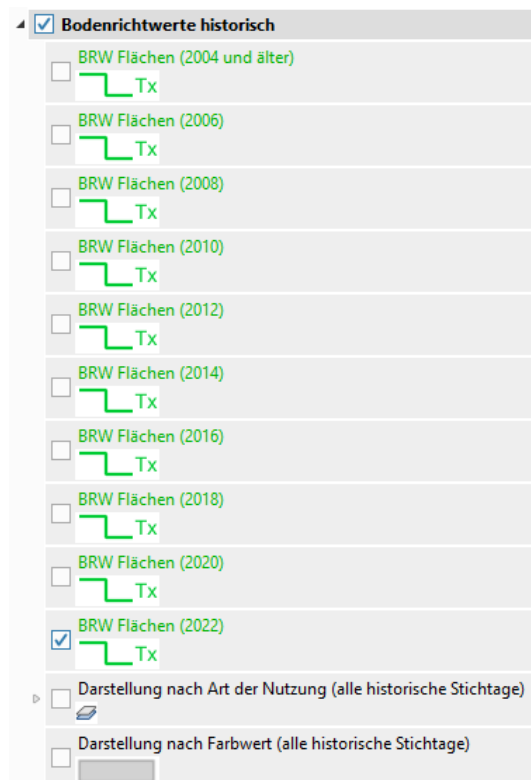 Bodenrichtwerte historisch
BRW Flächen (2004 und älter)
Tx
BRW Flächen (2006)
Tx
BRW Flächen (2008)
Tx
BRW Flächen (2010)
Tx
BRW Flächen (2012)
Tx
BRW Flächen (2014)
Tx
BRW Flächen (2016)
Tx
BRW Flächen (2018)
Tx
BRW Flächen (2020)
Tx
BRW Flächen (2022)
Tx
Darstellung nach Art der Nutzung (alle historische Stichtage)
Darstellung nach Farbwert (alle historische Stichtage)